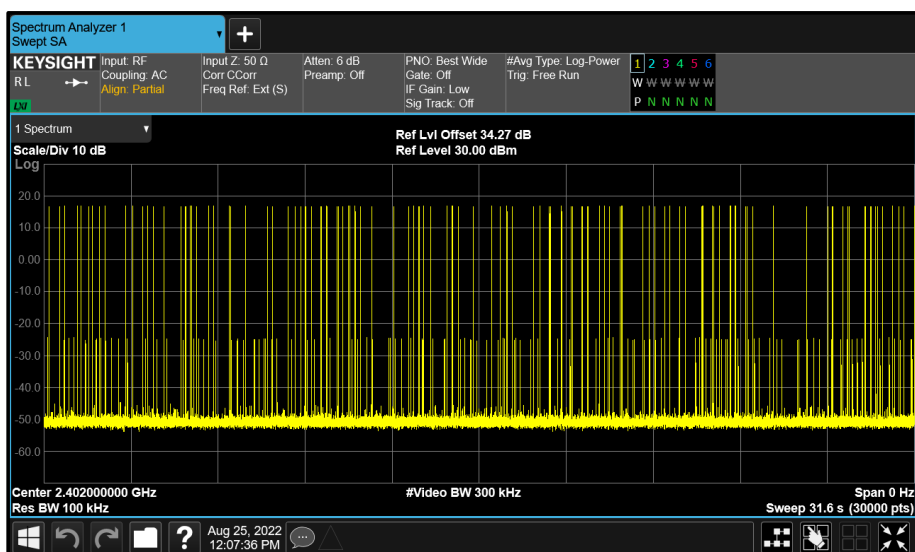 Spectrum Analyzer 1
Swept SA
+
KEYSIGHT Input: RF Input Z: 50 Ω Atten: 6 dB PNO: Best Wide #Avg Type: Log-Power 1 2 3 4 5 6
R L Coupling: AC Corr CCorr Preamp: Off Gate: Off Trig: Free Run W W W W W W
Align: Partial Freq Ref: Ext (S) IF Gain: Low
LXI Sig Track: Off P N N N N N
1 Spectrum
Ref Lvl Offset 34.27 dB
Scale/Div 10 dB Ref Level 30.00 dBm
Log
20.0
10.0
0.00
-10.0
-20.0
-30.0
-40.0
-50.0
-60.0
Center 2.402000000 GHz #Video BW 300 kHz Span 0 Hz
Res BW 100 kHz Sweep 31.6 s (30000 pts)
? Aug 25, 2022
12:07:36 PM